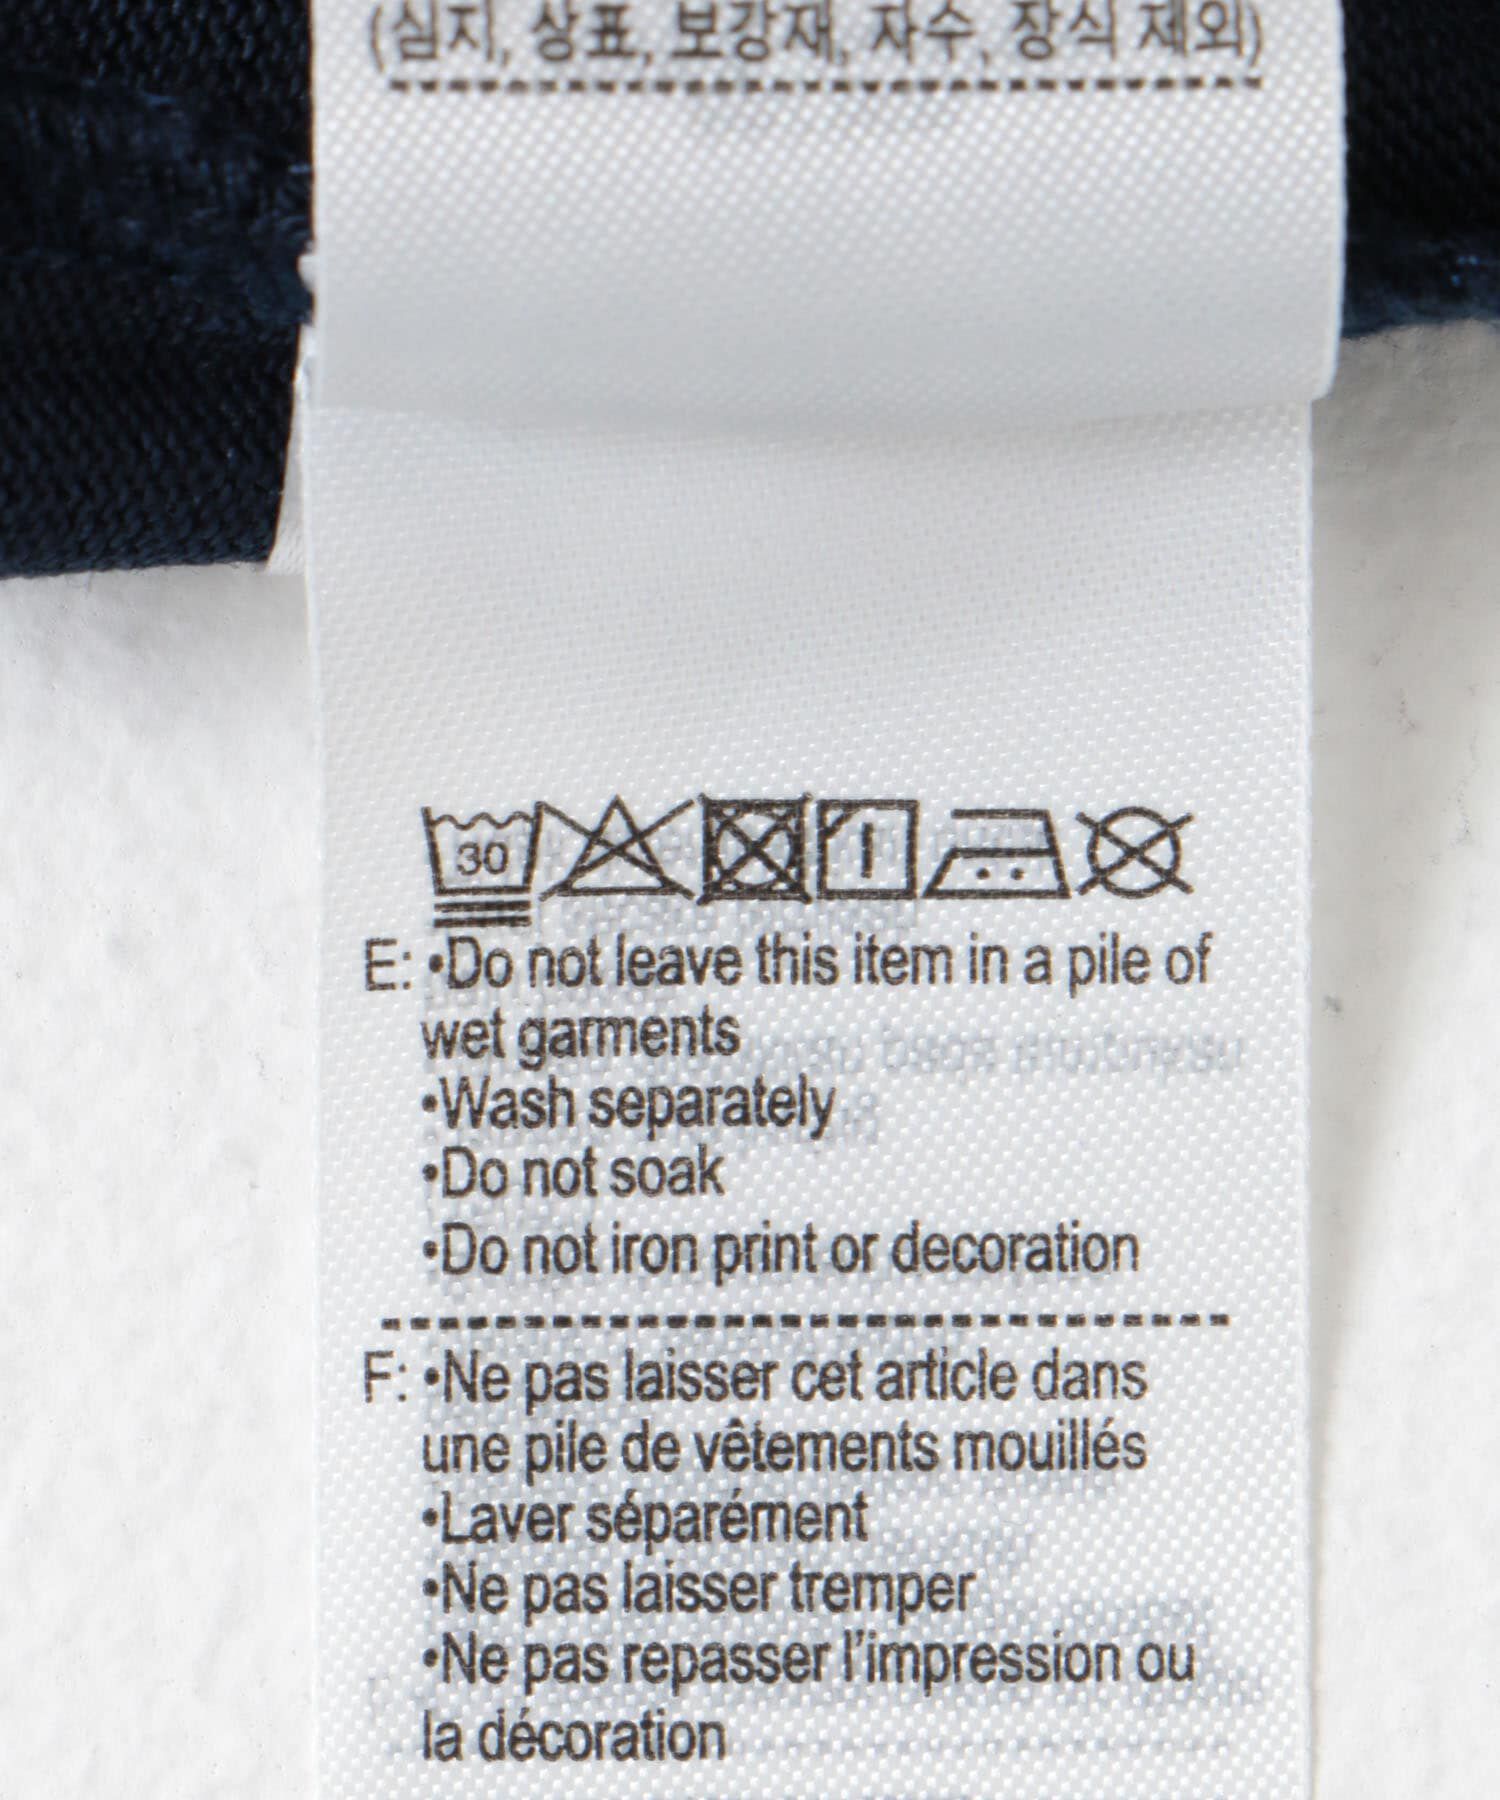 (심지, 상표, 보강재, 자수, 장식 제외)
30
E: •Do not leave this item in a pile of
wet garments
•Wash separately
•Do not soak
•Do not iron print or decoration
F: •Ne pas laisser cet article dans
une pile de vêtements mouillés
•Laver séparément
•Ne pas laisser tremper
•Ne pas repasser l'impression ou
la décoration